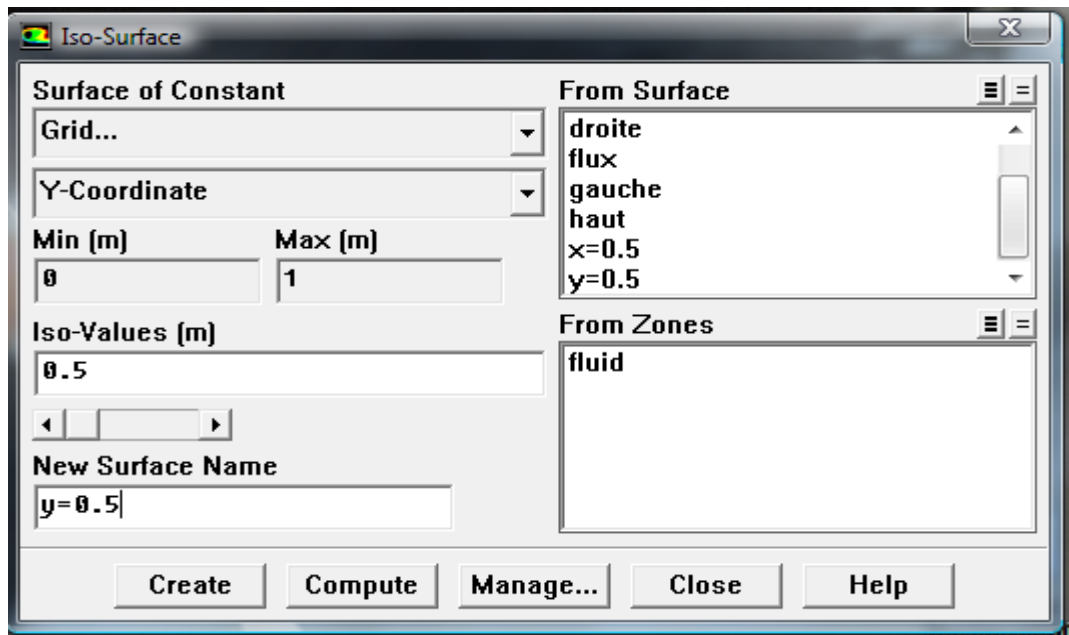 Iso-Surface
Surface of Constant
Grid...
Y-Coordinate
Min (m) Max (m)
0 1
Iso-Values (m)
0.5
New Surface Name
y=0.5
From Surface
droite
flux
gauche
haut
x=0.5
y=0.5
From Zones
fluid
Create Compute Manage... Close Help